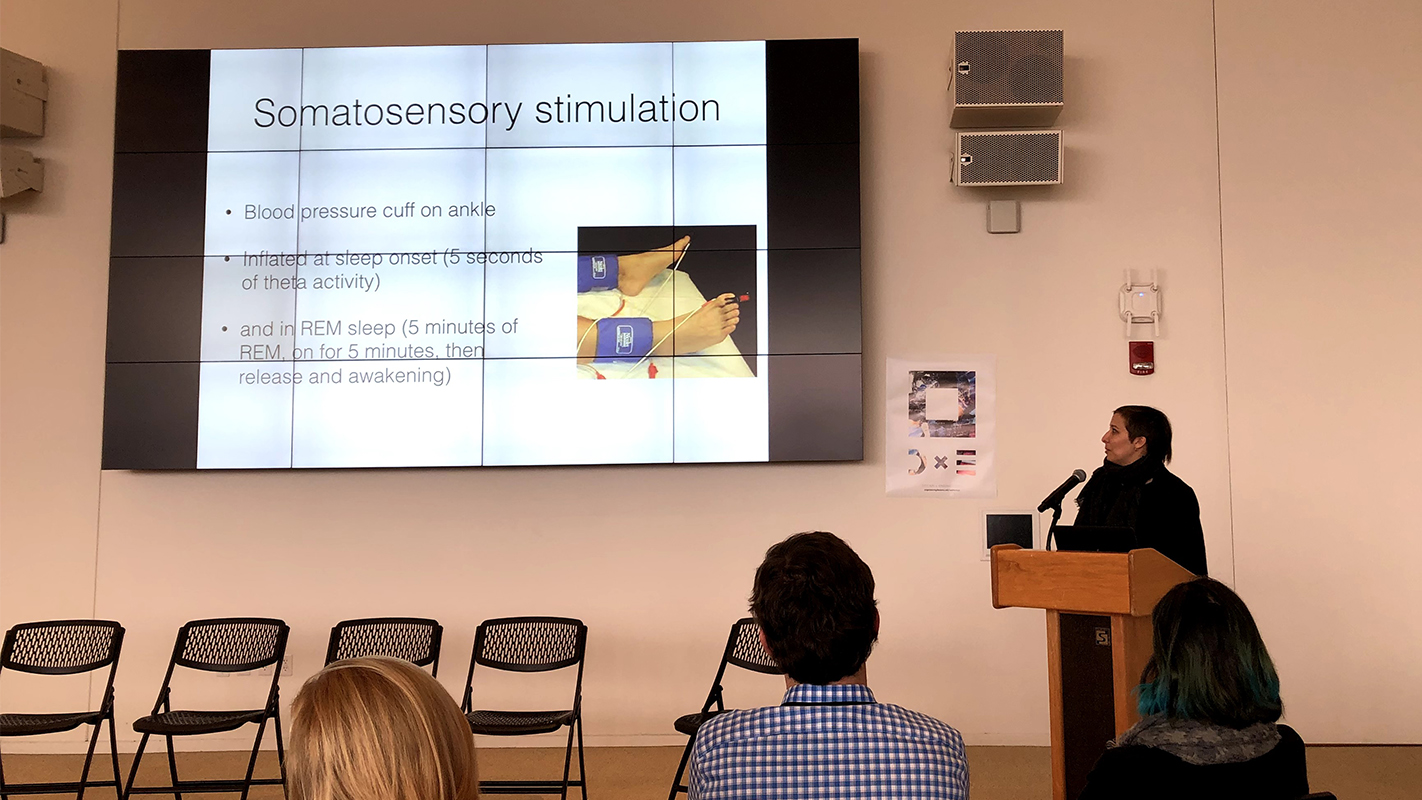 Somatosensory stimulation
• Blood pressure cuff on ankle
• Inflated at sleep onset (5 seconds
of theta activity)
• and in REM sleep (5 minutes of
REM, on for 5 minutes, then
release and awakening)